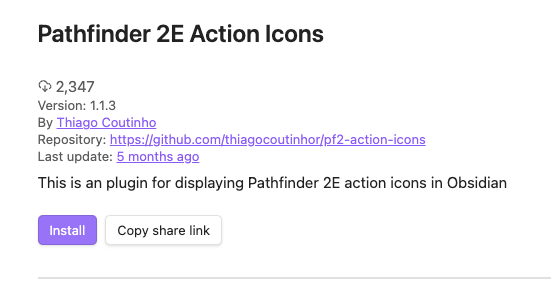 Pathfinder 2E Action Icons
2,347
Version: 1.1.3
By Thiago Coutinho
Repository: https://github.com/thiagocoutinhor/pf2-action-icons
Last update: 5 months ago
This is an plugin for displaying Pathfinder 2E action icons in Obsidian
Install Copy share link